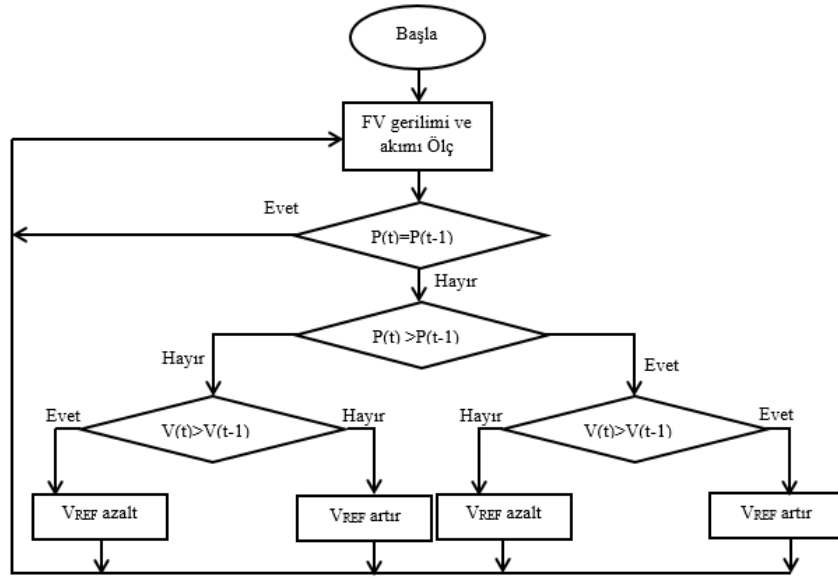 Başla
FV gerilimi ve
akımı Ölç
Evet
P(t)=P(t-1)
Hayır
P(t) >P(t-1)
Hayır
Evet
Evet
V(t)>V(t-1)
Hayır
Hayır
V(t)>V(t-1)
Evet
VREF azalt
VREF artır
VREF azalt
VREF artır